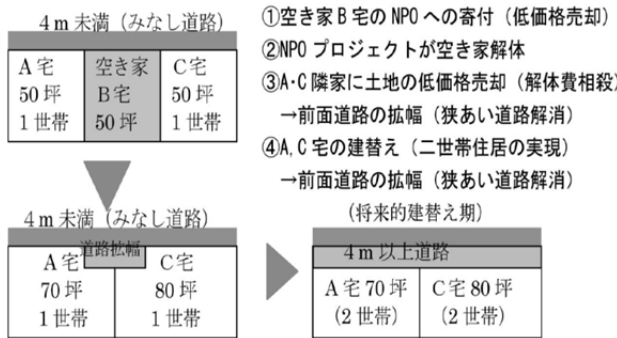 4m未満（みなし道路）
A宅
50坪
1世帯
空き家
B宅
50坪
C宅
50坪
1世帯
①空き家B宅のNPOへの寄付（低価格売却）
②NPOプロジェクトが空き家解体
③A・C隣家に土地の低価格売却（解体費相殺）
→前面道路の拡幅（狭あい道路解消）
④A,C宅の建替え（二世帯住居の実現）
→前面道路の拡幅（狭あい道路解消）
4m未満（みなし道路）
道路拡幅
A宅
70坪
1世帯
C宅
80坪
1世帯
（将来的建替え期）
4m以上道路
A宅70坪
(2世帯)
C宅80坪
(2世帯)